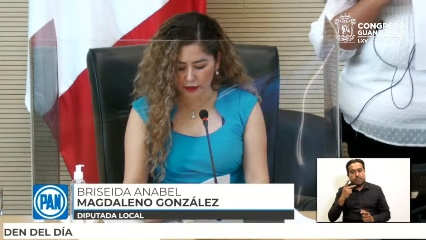 CONGRESO
GUANAJUATO
PAN
BRISEIDA ANABEL
MAGDALENO GONZÁLEZ
DIPUTADA LOCAL
DEN DEL DÍA